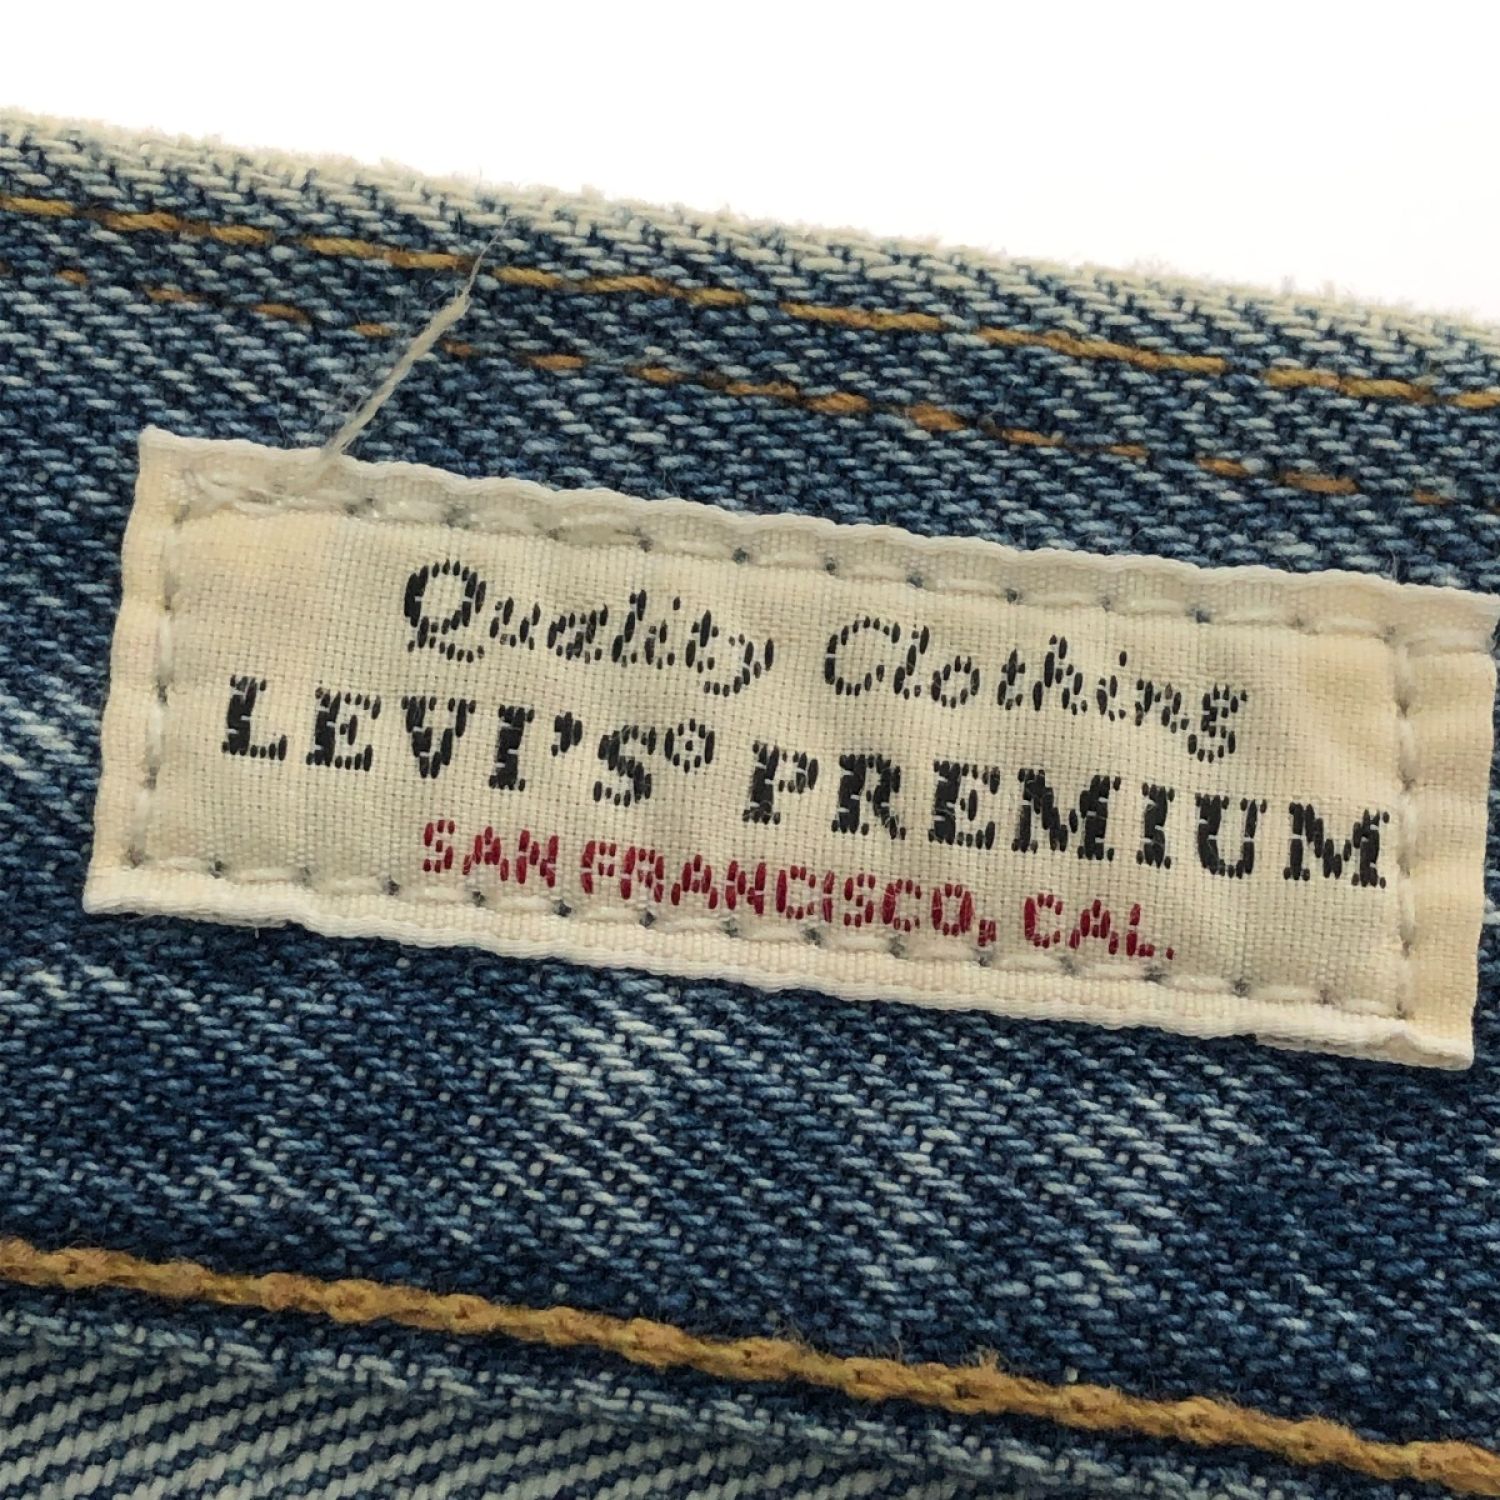 Quality Clothing
LEVI'S® PREMIUM
SAN FRANCISCO, CAL.